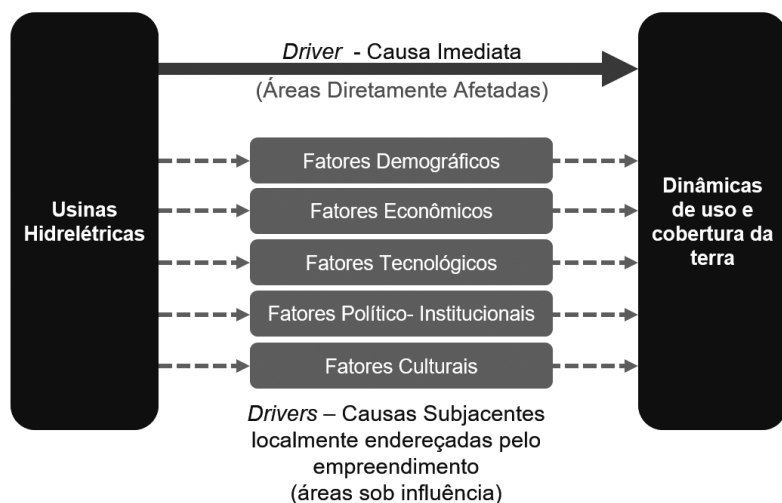 Driver - Causa Imediata
(Áreas Diretamente Afetadas)
Usinas
Hidrelétricas
Fatores Demográficos
Fatores Econômicos
Fatores Tecnológicos
Fatores Político- Institucionais
Fatores Culturais
Dinâmicas
de uso e
cobertura da
terra
Drivers – Causas Subjacentes
localmente endereçadas pelo
empreendimento
(áreas sob influência)